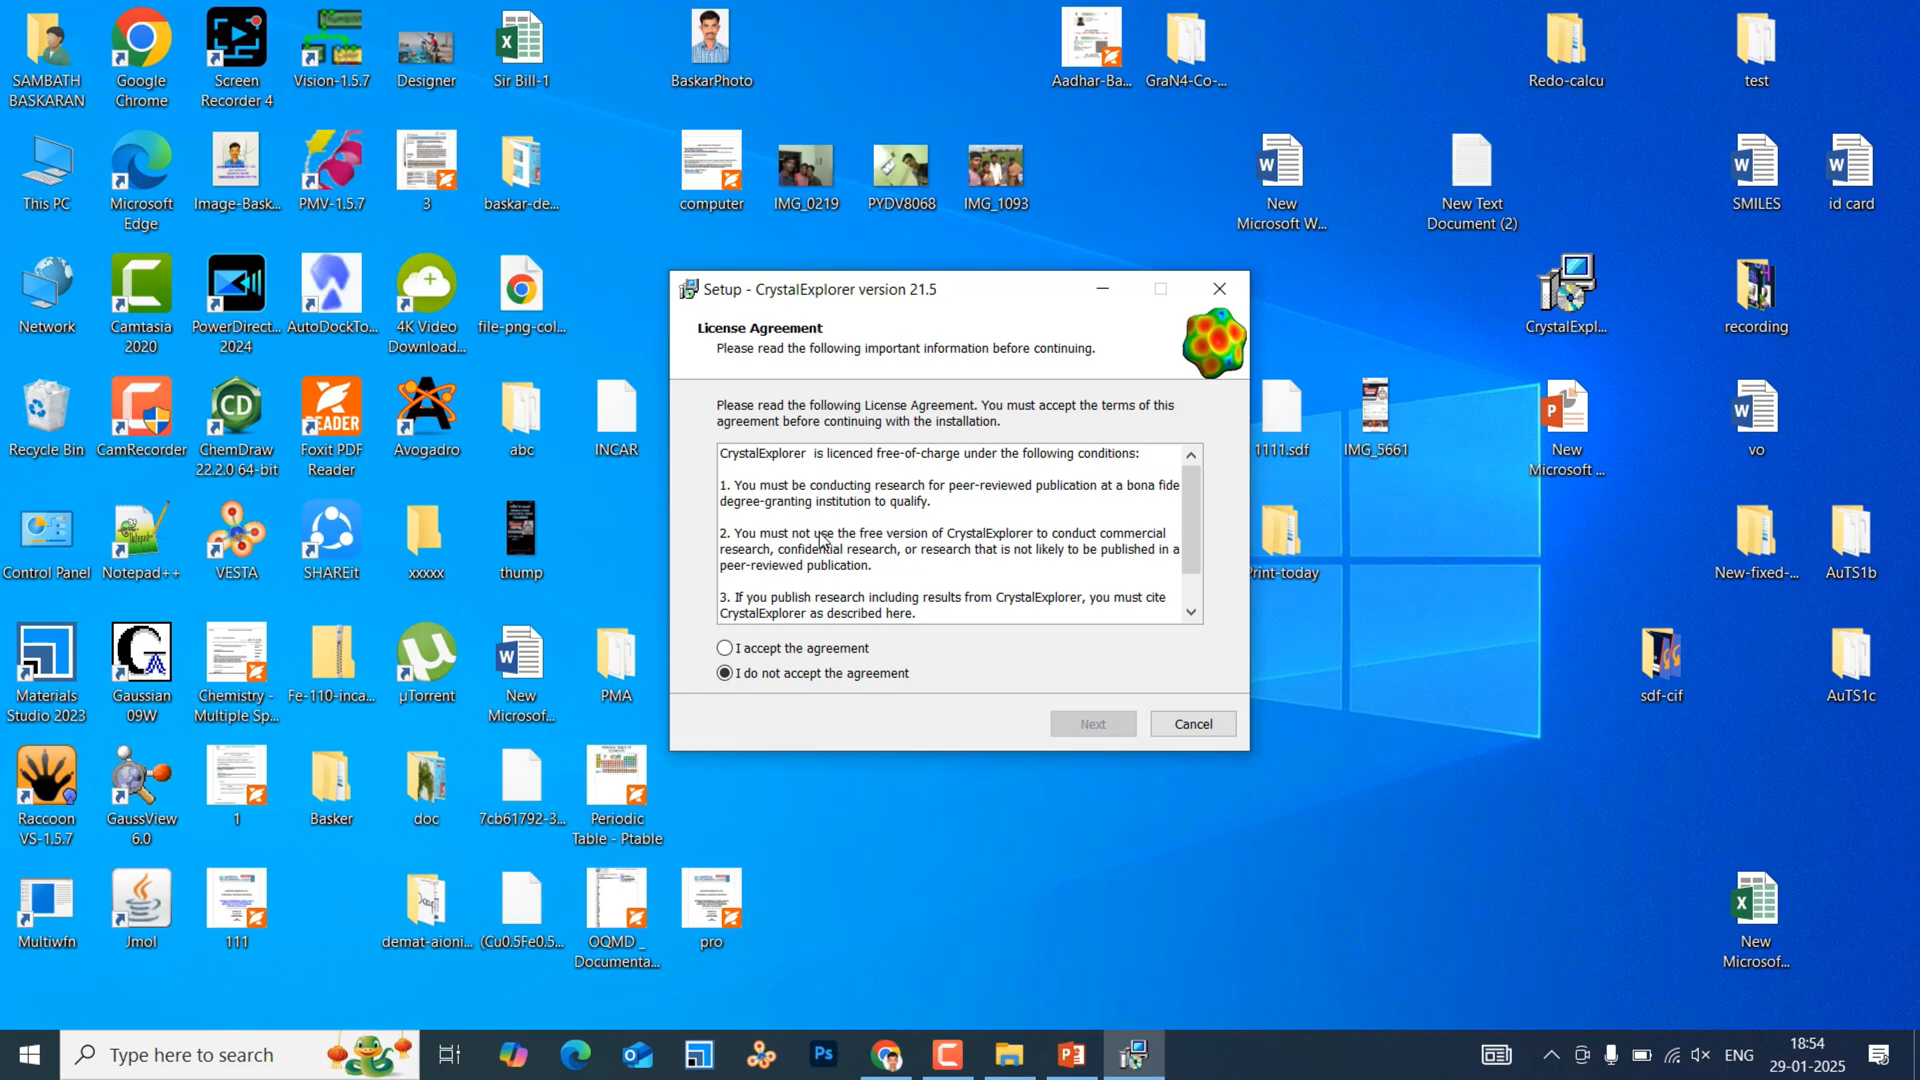 SAMBATH
BASKARAN
Google
Chrome
Screen
Recorder 4
Vision-1.5.7
Designer
Sir Bill-1
BaskarPhoto
Aadhar-Ba...
GraN4-Co-...
Redo-calcu
test
This PC
Microsoft
Edge
Image-Bask...
PMV-1.5.7
3
baskar-de...
computer
IMG_0219
PYDV8068
IMG_1093
New
Microsoft W...
New Text
Document (2)
SMILES
id card
Network
Camtasia
2020
PowerDirect...
2024
AutoDockTo...
4K Video
Download...
file-png-col...
CrystalExpl...
recording
Recycle Bin
CamRecorder
ChemDraw
22.2.0 64-bit
Foxit PDF
Reader
Avogadro
abc
INCAR
1111.sdf
IMG_5661
New
Microsoft ...
vo
Control Panel
Notepad++
VESTA
SHAREit
xxxxx
thump
Print-today
New-fixed-...
AuTS1b
Materials
Studio 2023
Gaussian
09W
Chemistry -
Multiple Sp...
Fe-110-inca...
µTorrent
New
Microsof...
PMA
sdf-cif
AuTS1c
Raccoon
VS-1.5.7
GaussView
6.0
1
Basker
doc
7cb61792-3...
Periodic
Table - Ptable
Multiwfn
Jmol
111
demat-aioni...
(Cu0.5Fe0.5...
OQMD _
Documenta...
pro
New
Microsof...
Setup - CrystalExplorer version 21.5
License Agreement
Please read the following important information before continuing.
Please read the following License Agreement. You must accept the terms of this
agreement before continuing with the installation.
CrystalExplorer is licenced free-of-charge under the following conditions:
1. You must be conducting research for peer-reviewed publication at a bona fide
degree-granting institution to qualify.
2. You must not use the free version of CrystalExplorer to conduct commercial
research, confidential research, or research that is not likely to be published in a
peer-reviewed publication.
3. If you publish research including results from CrystalExplorer, you must cite
CrystalExplorer as described here.
I accept the agreement
I do not accept the agreement
Next
Cancel
Type here to search
Ps
ENG
18:54
29-01-2025